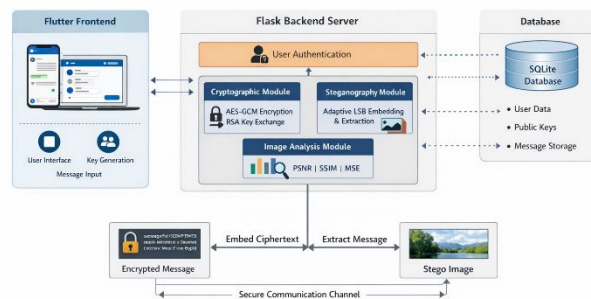 Flutter Frontend
User Interface
Key Generation
Message Input
Flask Backend Server
User Authentication
Cryptographic Module
AES-GCM Encryption
RSA Key Exchange
Steganography Module
Adaptive LSB Embedding
& Extraction
Image Analysis Module
PSNR | SSIM | MSE
Database
SQLite
Database
• User Data
• Public Keys
• Message Storage
Embed Ciphertext
Extract Message
Encrypted Message
Stego Image
Secure Communication Channel